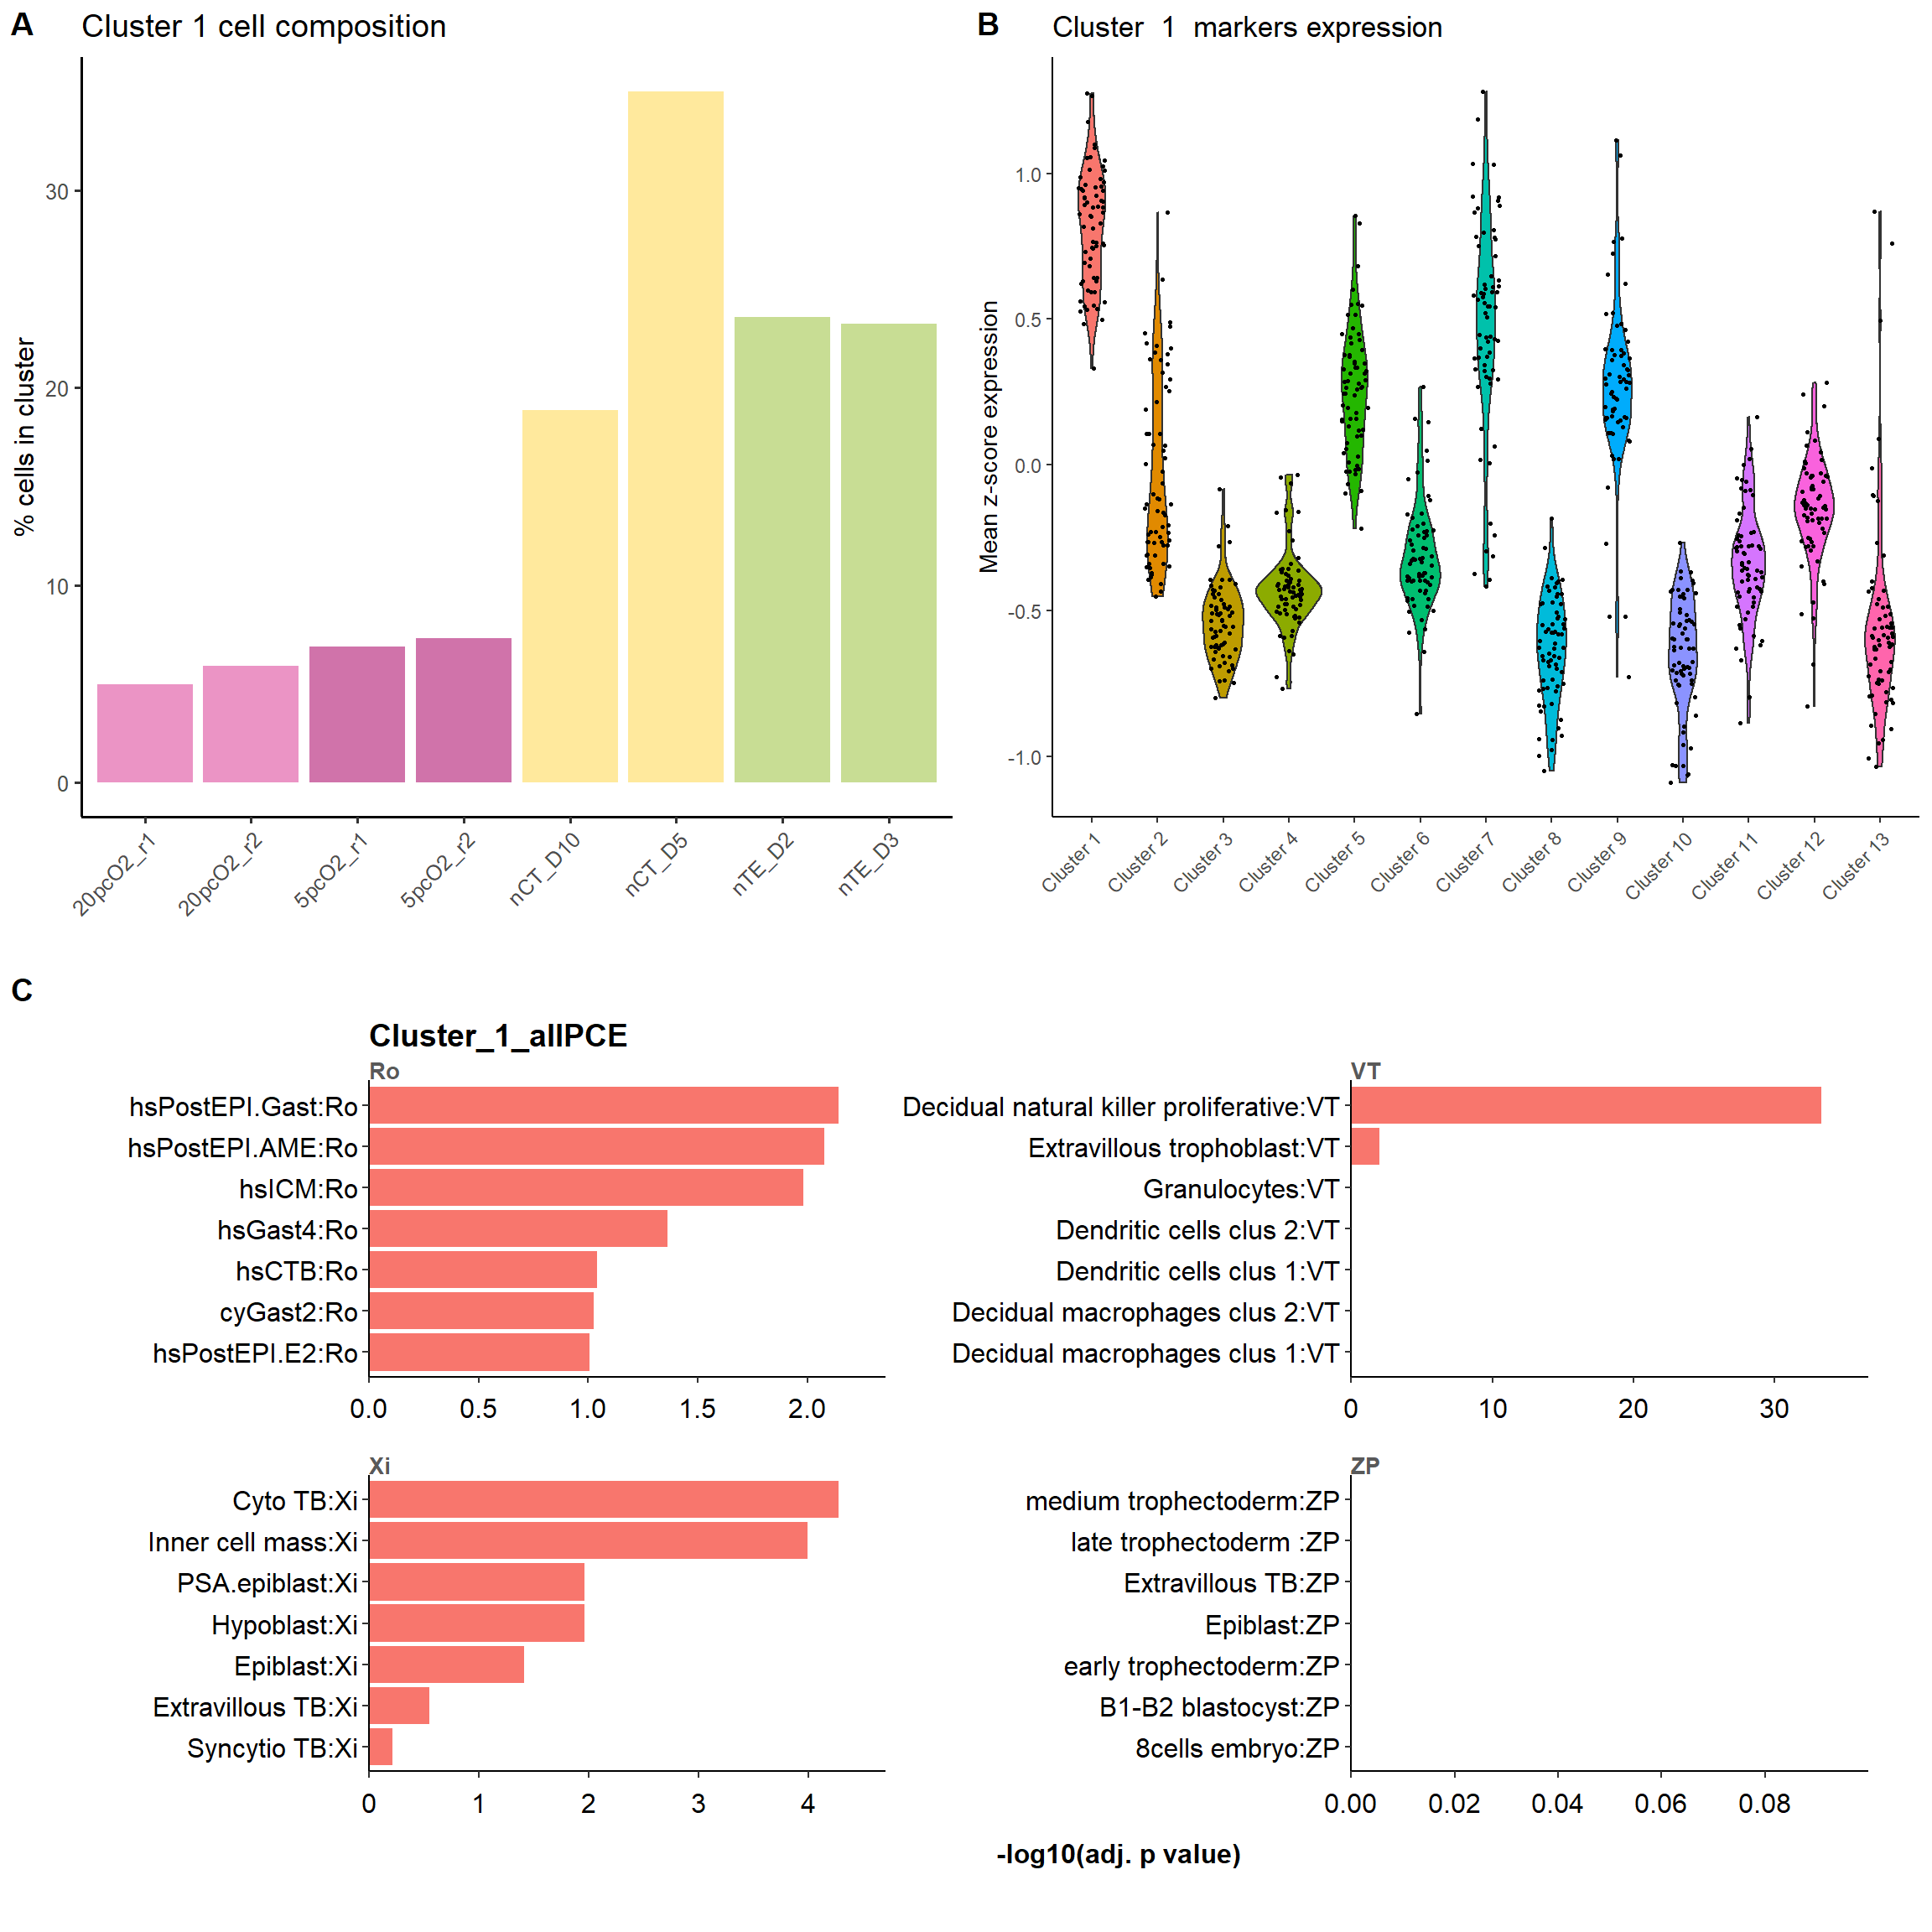 A
Cluster 1 cell composition
% cells in cluster
30
20
10
0
20pcO2_r1
20pcO2_r2
5pcO2_r1
5pcO2_r2
nCT_D10
nCT_D5
nTE_D2
nTE_D3
B
Cluster 1 markers expression
Mean z-score expression
1.0
0.5
0.0
-0.5
-1.0
Cluster 1
Cluster 2
Cluster 3
Cluster 4
Cluster 5
Cluster 6
Cluster 7
Cluster 8
Cluster 9
Cluster 10
Cluster 11
Cluster 12
Cluster 13
C
Cluster_1_allPCE
Ro
hsPostEPI.Gast:Ro
hsPostEPI.AME:Ro
hsICM:Ro
hsGast4:Ro
hsCTB:Ro
cyGast2:Ro
hsPostEPI.E2:Ro
0.0 0.5 1.0 1.5 2.0
VT
Decidual natural killer proliferative:VT
Extravillous trophoblast:VT
Granulocytes:VT
Dendritic cells clus 2:VT
Dendritic cells clus 1:VT
Decidual macrophages clus 2:VT
Decidual macrophages clus 1:VT
0 10 20 30
Xi
Cyto TB:Xi
Inner cell mass:Xi
PSA.epiblast:Xi
Hypoblast:Xi
Epiblast:Xi
Extravillous TB:Xi
Syncytio TB:Xi
0 1 2 3 4
ZP
medium trophectoderm:ZP
late trophectoderm :ZP
Extravillous TB:ZP
Epiblast:ZP
early trophectoderm:ZP
B1-B2 blastocyst:ZP
8cells embryo:ZP
0.00 0.02 0.04 0.06 0.08
-log10(adj. p value)